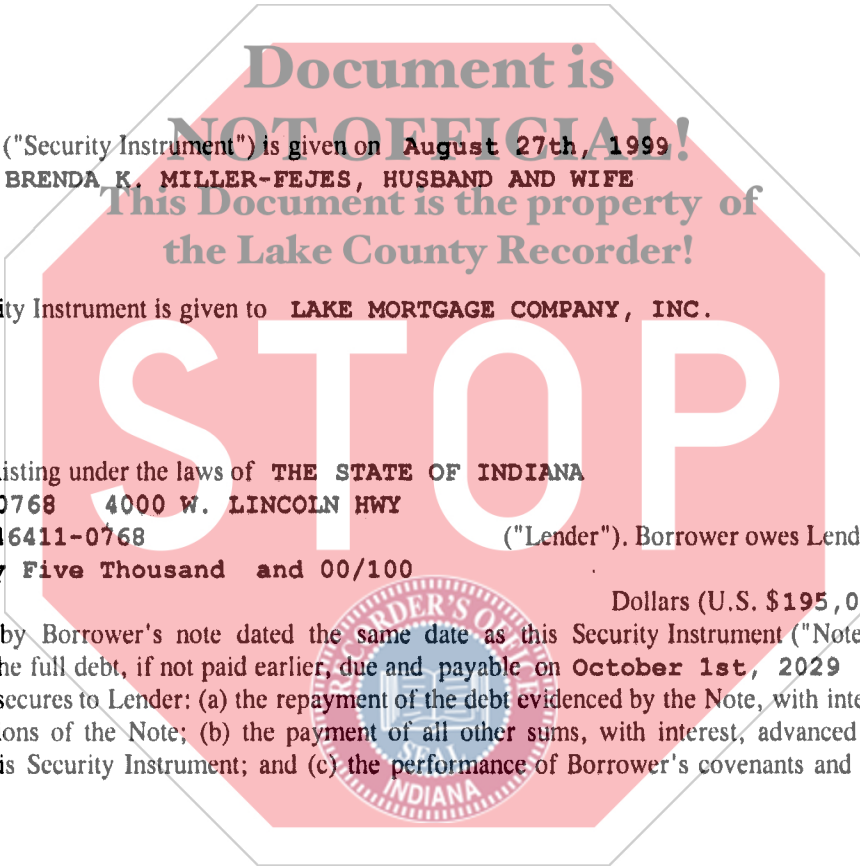 Document is
NOT OFFICIAL!
("Security Instrument") is given on August 27th, 1999
BRENDA K. MILLER-FEJES, HUSBAND AND WIFE
This Document is the property of
the Lake County Recorder!
ity Instrument is given to LAKE MORTGAGE COMPANY, INC.
STOP
isting under the laws of THE STATE OF INDIANA
0768 4000 W. LINCOLN HWY
46411-0768 ("Lender"). Borrower owes Lend
y Five Thousand and 00/100
Dollars (U.S. $195,0
by Borrower's note dated the same date as this Security Instrument ("Note
he full debt, if not paid earlier, due and payable on October 1st, 2029
secures to Lender: (a) the repayment of the debt evidenced by the Note, with inte
ons of the Note; (b) the payment of all other sums, with interest, advanced
is Security Instrument; and (c) the performance of Borrower's covenants and
RECORDER'S OFFICE
SEAL
INDIANA